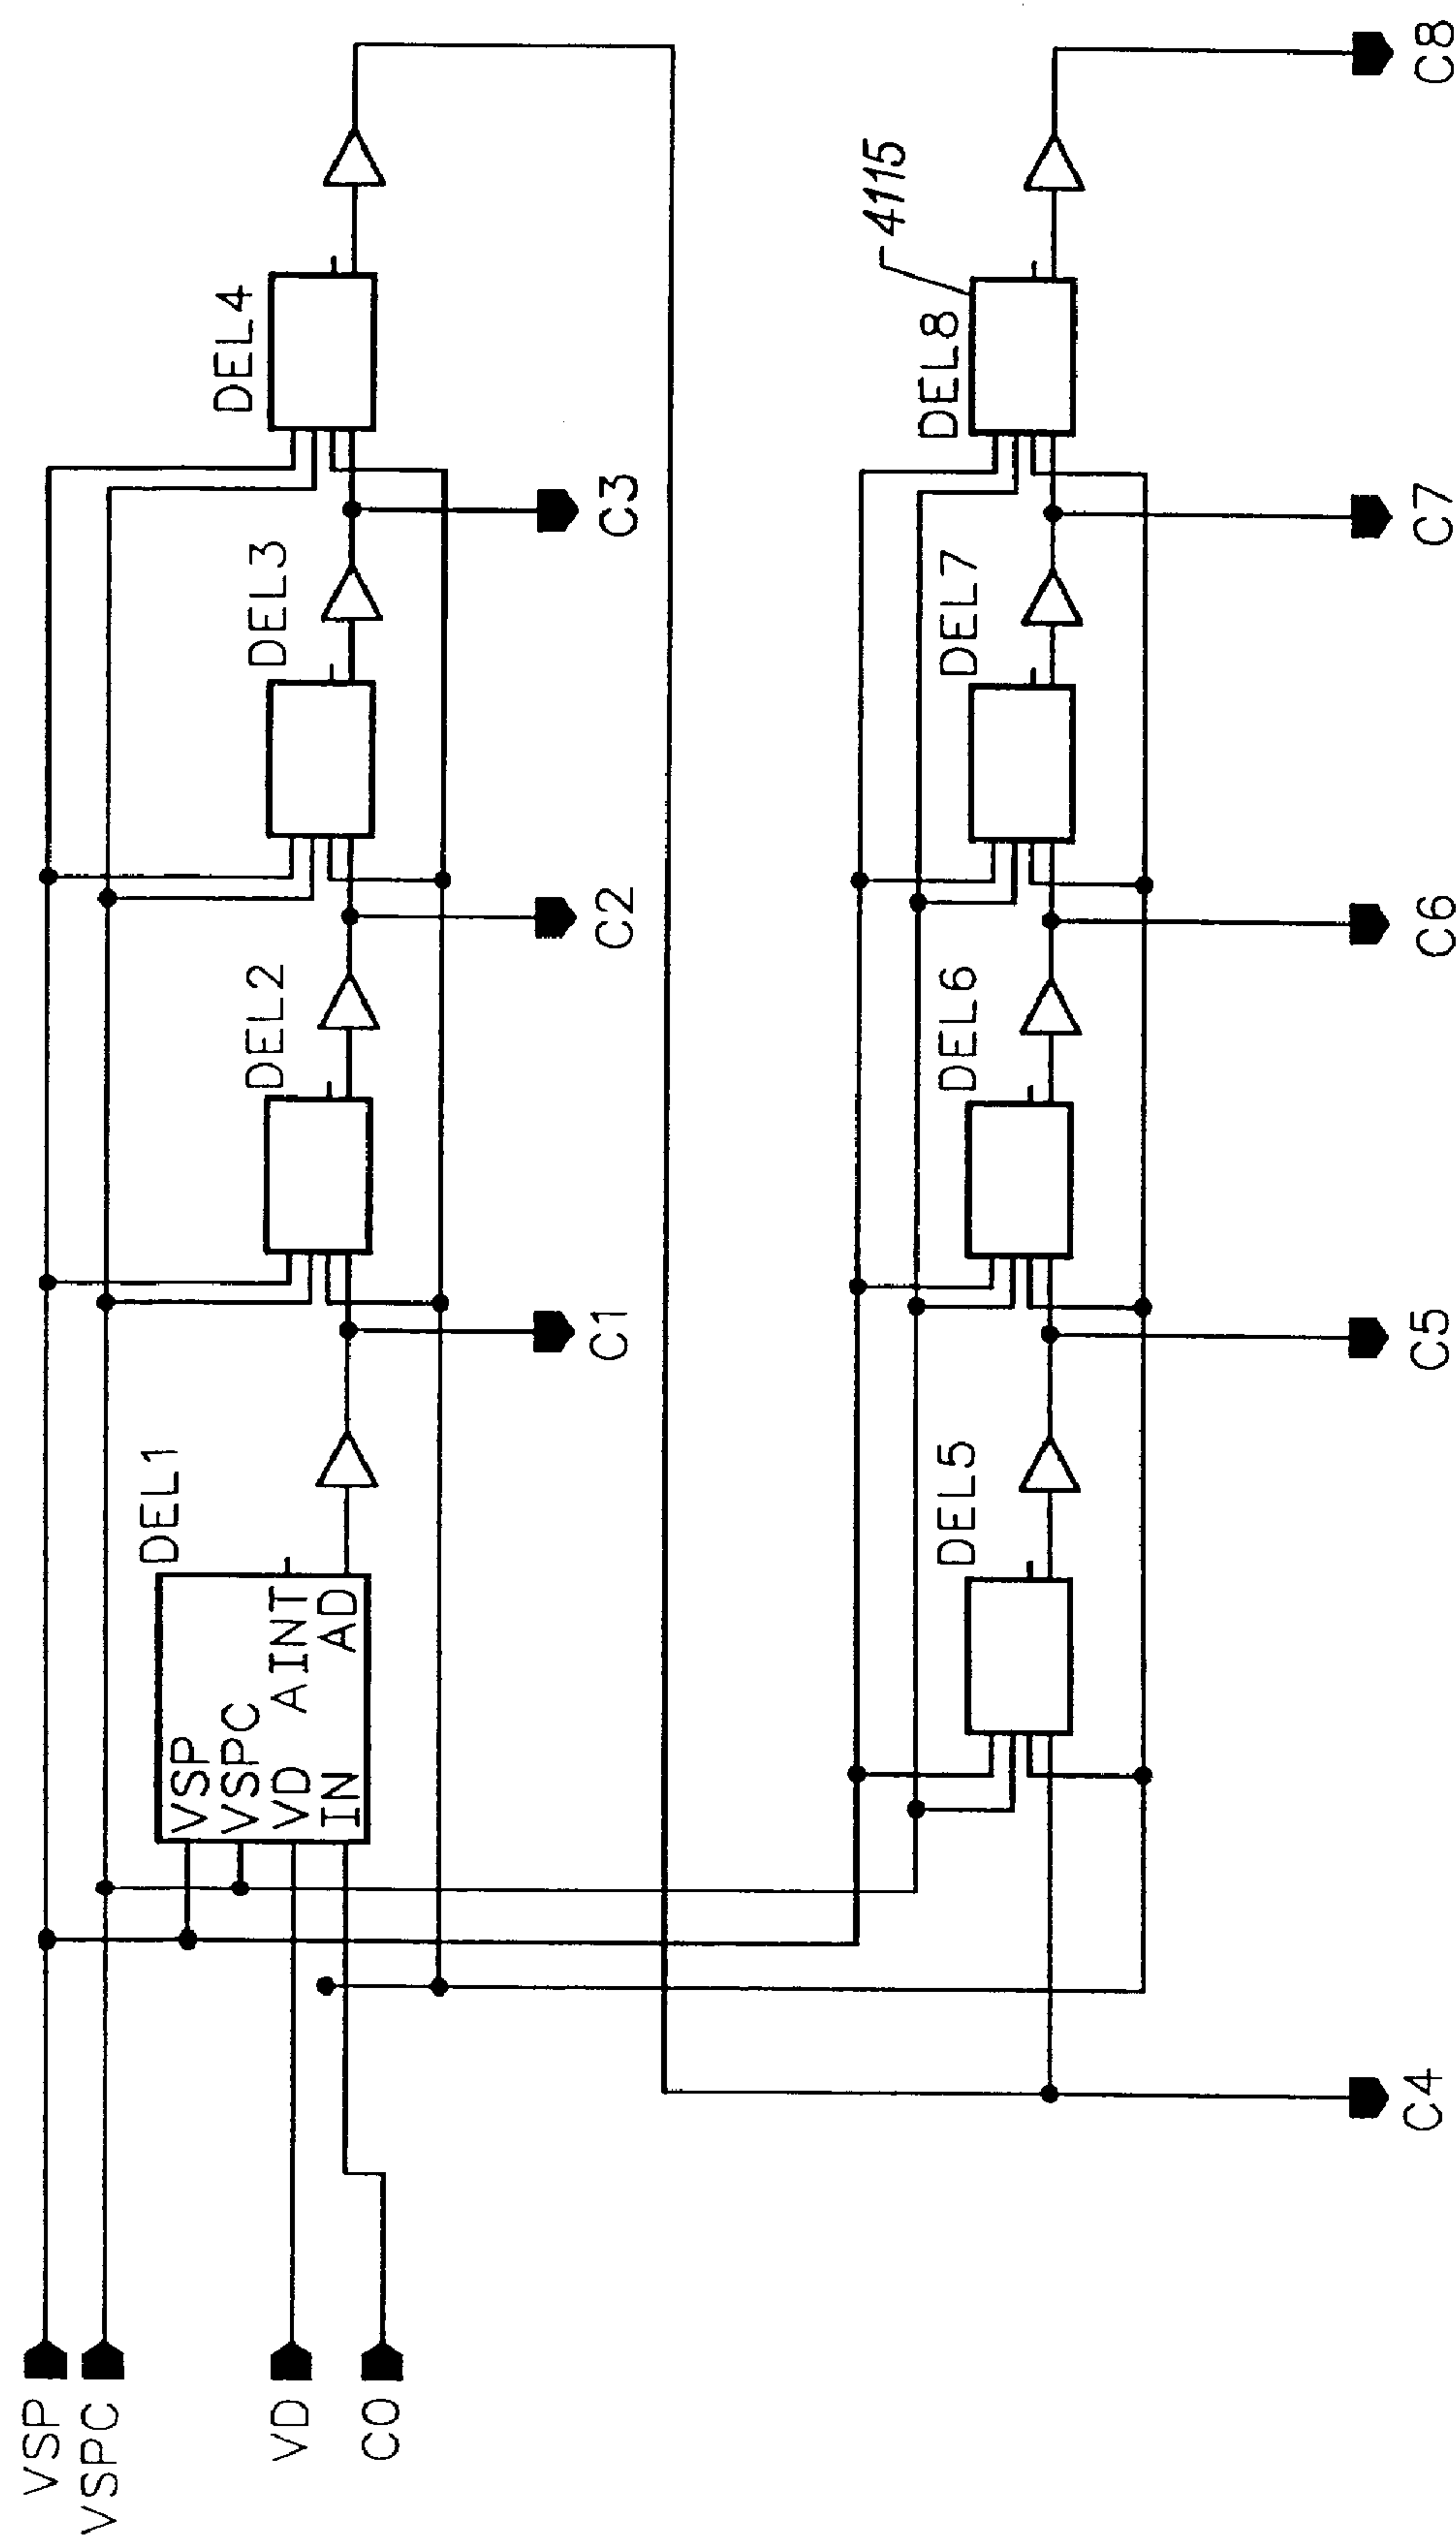 VSP
VSPC
VD
C0
DEL1
VSP
VSPC
VD AINT
IN AD
DEL2
DEL3
DEL4
C1
C2
C3
DEL5
DEL6
DEL7
DEL8
4115
C4
C5
C6
C7
C8